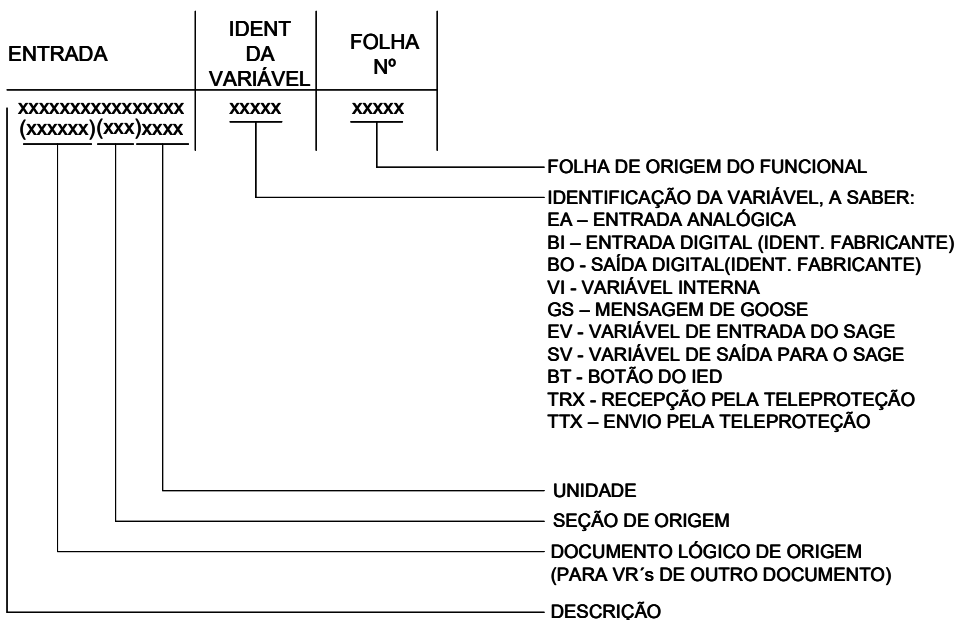 ENTRADA
IDENT
DA
VARIÁVEL
FOLHA
Nº
xxxxxxxxxxxxxxxx
(xxxxxx)(xxx)xxxx
xxxxx
xxxxx
FOLHA DE ORIGEM DO FUNCIONAL
IDENTIFICAÇÃO DA VARIÁVEL, A SABER:
EA – ENTRADA ANALÓGICA
BI – ENTRADA DIGITAL (IDENT. FABRICANTE)
BO - SAÍDA DIGITAL(IDENT. FABRICANTE)
VI - VARIÁVEL INTERNA
GS – MENSAGEM DE GOOSE
EV - VARIÁVEL DE ENTRADA DO SAGE
SV - VARIÁVEL DE SAÍDA PARA O SAGE
BT - BOTÃO DO IED
TRX - RECEPÇÃO PELA TELEPROTEÇÃO
TTX – ENVIO PELA TELEPROTEÇÃO
UNIDADE
SEÇÃO DE ORIGEM
DOCUMENTO LÓGICO DE ORIGEM
(PARA VR´s DE OUTRO DOCUMENTO)
DESCRIÇÃO